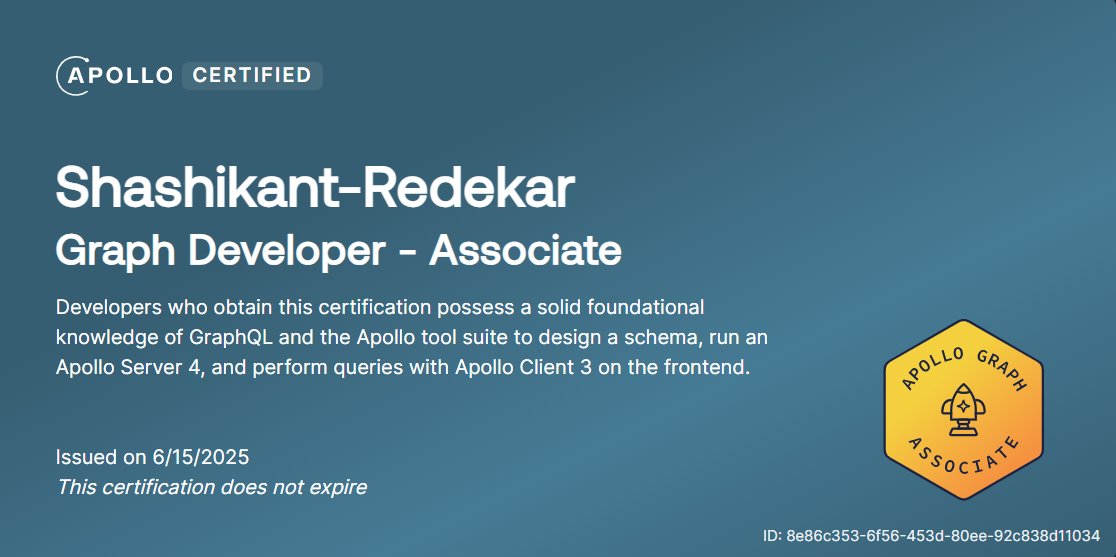 APOLLO CERTIFIED
Shashikant-Redekar
Graph Developer - Associate
Developers who obtain this certification possess a solid foundational
knowledge of GraphQL and the Apollo tool suite to design a schema, run an
Apollo Server 4, and perform queries with Apollo Client 3 on the frontend.
APOLLO GRAPH
ASSOCIATE
Issued on 6/15/2025
This certification does not expire
ID: 8e86c353-6f56-453d-80ee-92c838d11034